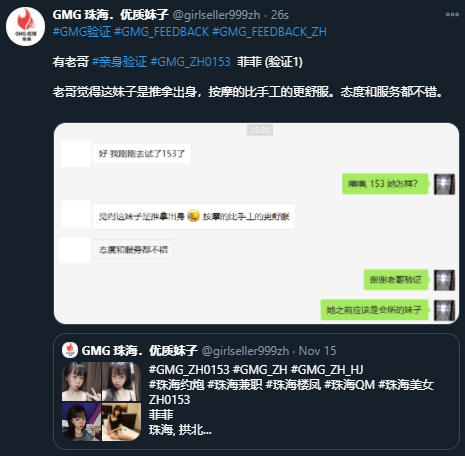 GMG 珠海．优质妹子 @girlseller999zh · 26s
#GMG验证 #GMG_FEEDBACK #GMG_FEEDBACK_ZH
有老哥 #亲身验证 #GMG_ZH0153 菲菲 (验证1)
老哥觉得这妹子是推拿出身，按摩的比手工的更舒服。态度和服务都不错。
15:20
好 我刚刚去试了153了
噢噢, 153 她怎样？
觉得这妹子是推拿出身 按摩的比手工的更舒服
态度和服务都不错
谢谢老哥验证
她之前应该是会所的妹子
GMG 珠海．优质妹子 @girlseller999zh · Nov 15
#GMG_ZH0153 #GMG_ZH #GMG_ZH_HJ
#珠海约炮 #珠海兼职 #珠海楼凤 #珠海QM #珠海美女
ZH0153
菲菲
珠海, 拱北...